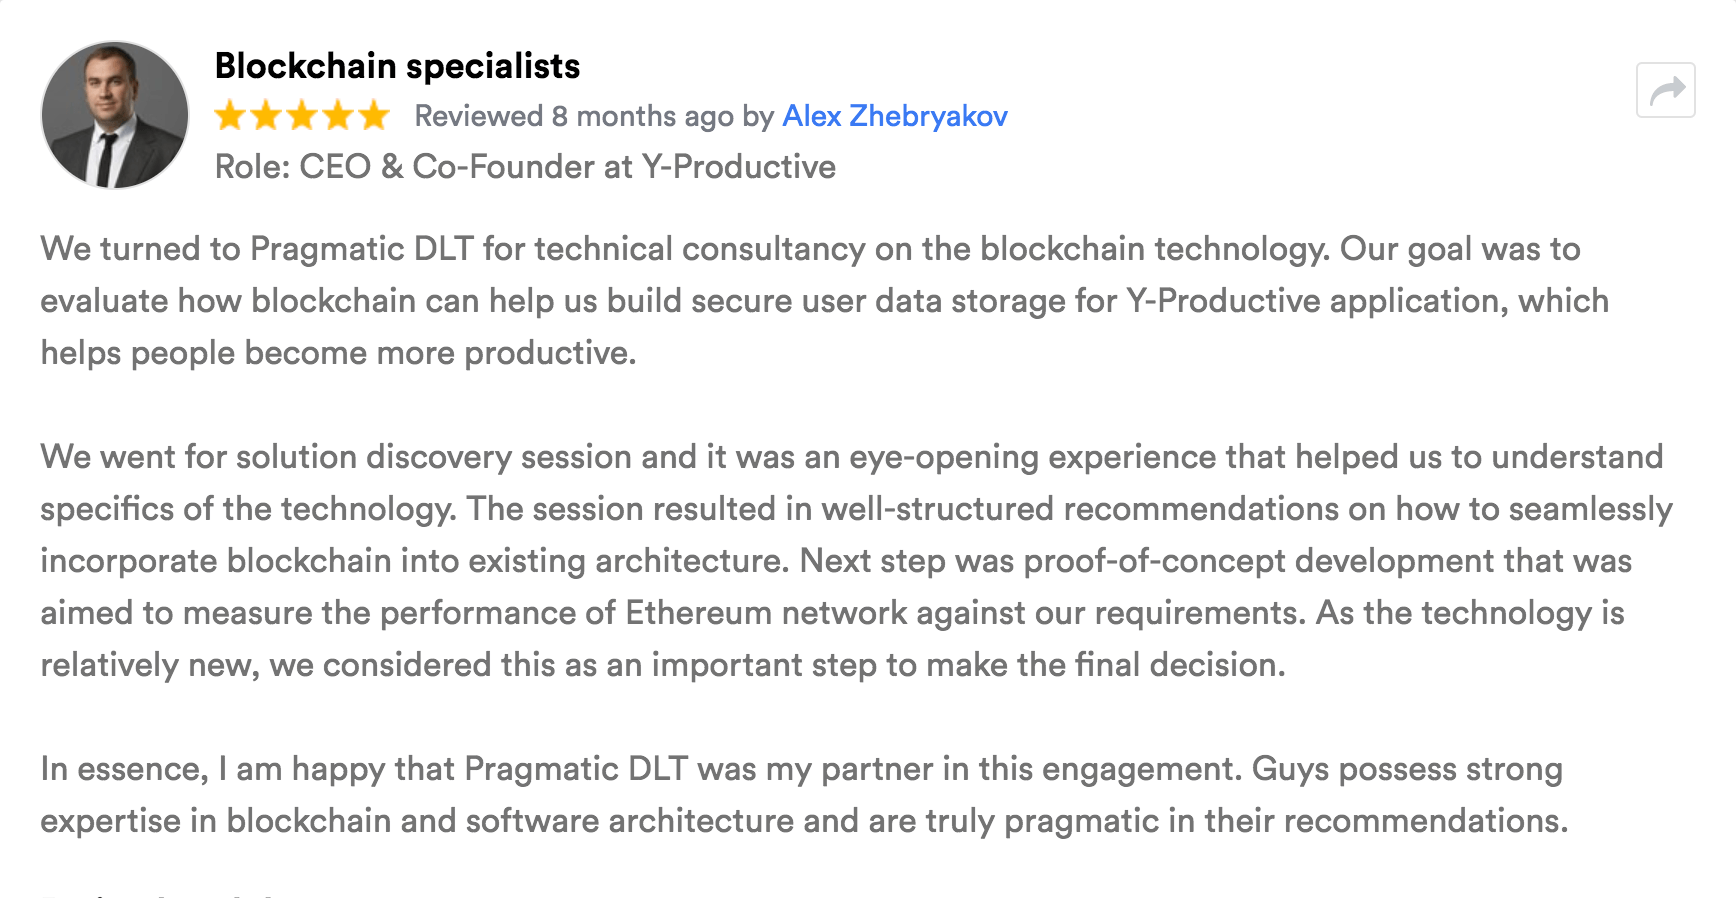 Blockchain specialists
Reviewed 8 months ago by Alex Zhebryakov
Role: CEO & Co-Founder at Y-Productive
We turned to Pragmatic DLT for technical consultancy on the blockchain technology. Our goal was to
evaluate how blockchain can help us build secure user data storage for Y-Productive application, which
helps people become more productive.
We went for solution discovery session and it was an eye-opening experience that helped us to understand
specifics of the technology. The session resulted in well-structured recommendations on how to seamlessly
incorporate blockchain into existing architecture. Next step was proof-of-concept development that was
aimed to measure the performance of Ethereum network against our requirements. As the technology is
relatively new, we considered this as an important step to make the final decision.
In essence, I am happy that Pragmatic DLT was my partner in this engagement. Guys possess strong
expertise in blockchain and software architecture and are truly pragmatic in their recommendations.